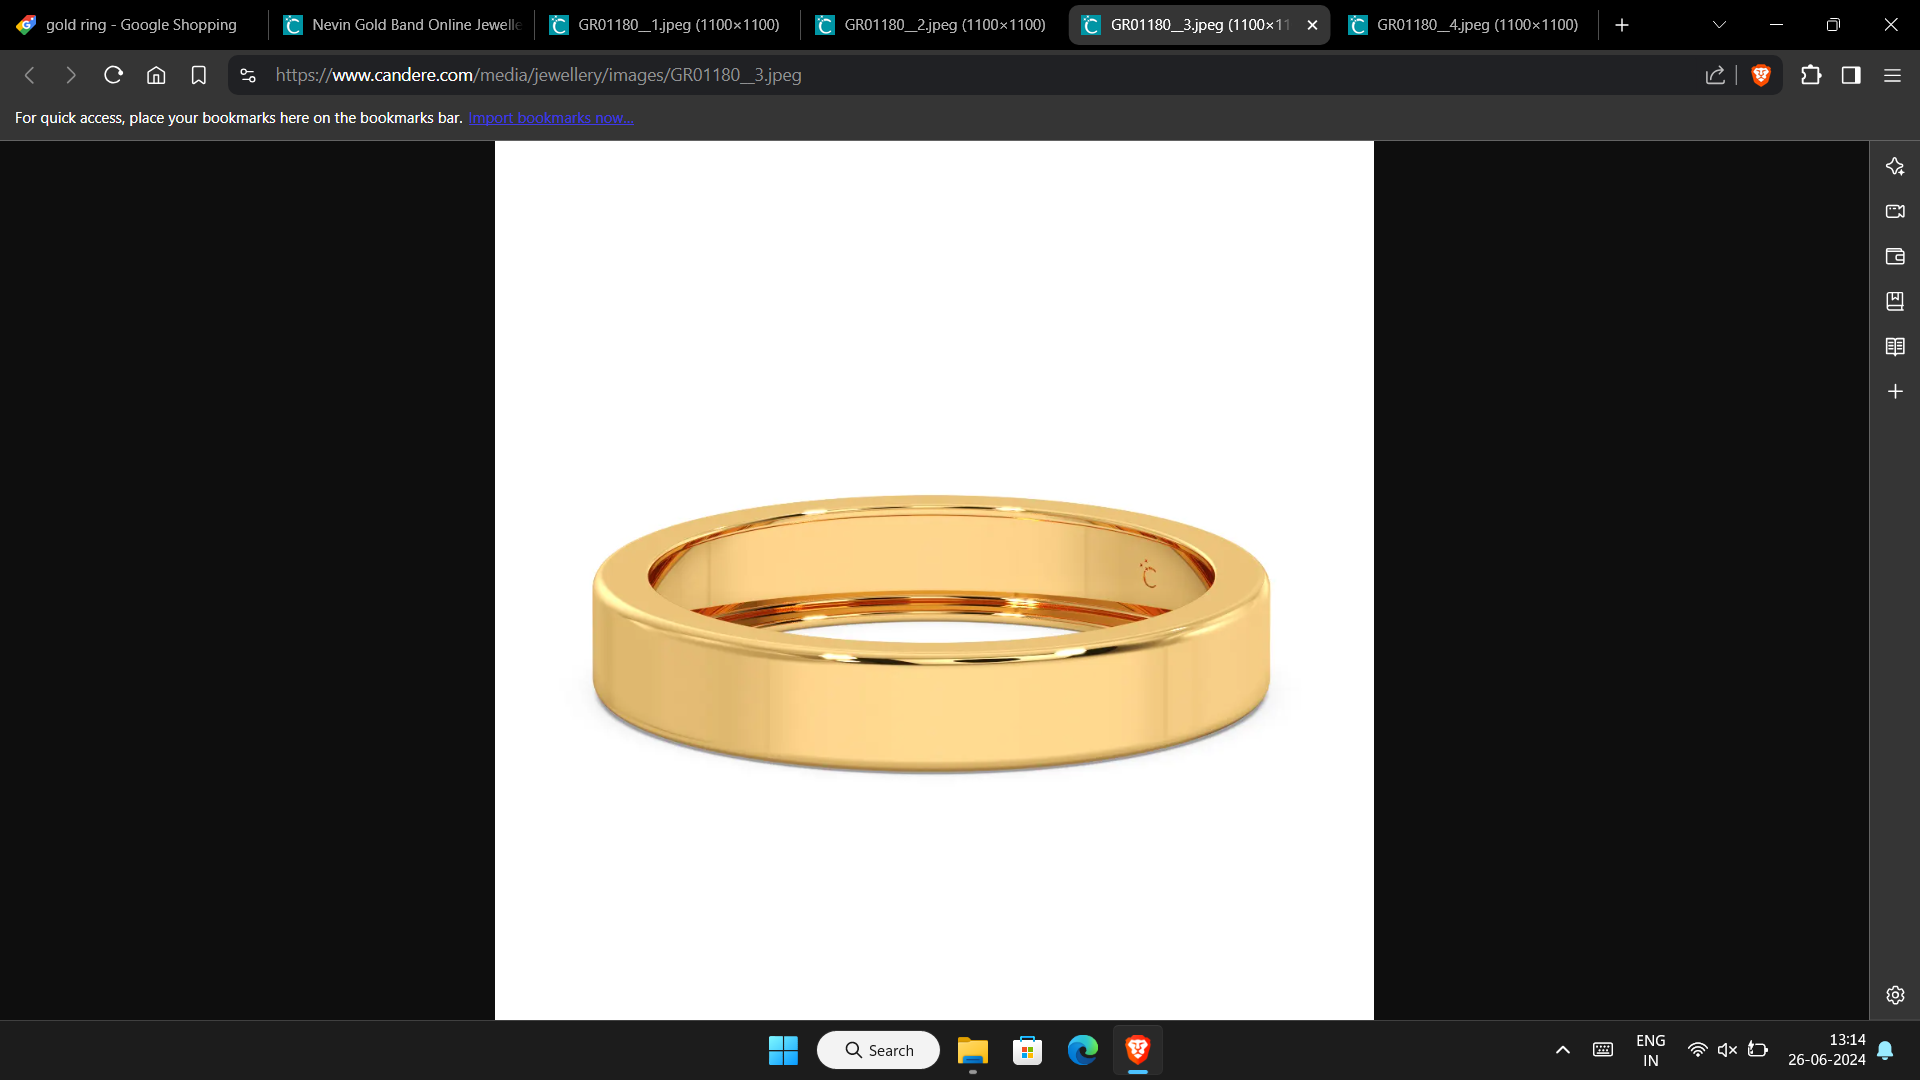 gold ring - Google Shopping
Nevin Gold Band Online Jewelle
GR01180__1.jpeg (1100×1100)
GR01180__2.jpeg (1100×1100)
GR01180__3.jpeg (1100×11
GR01180__4.jpeg (1100×1100)
https://www.candere.com/media/jewellery/images/GR01180__3.jpeg
For quick access, place your bookmarks here on the bookmarks bar. Import bookmarks now...
C
Search
ENG
IN
13:14
26-06-2024